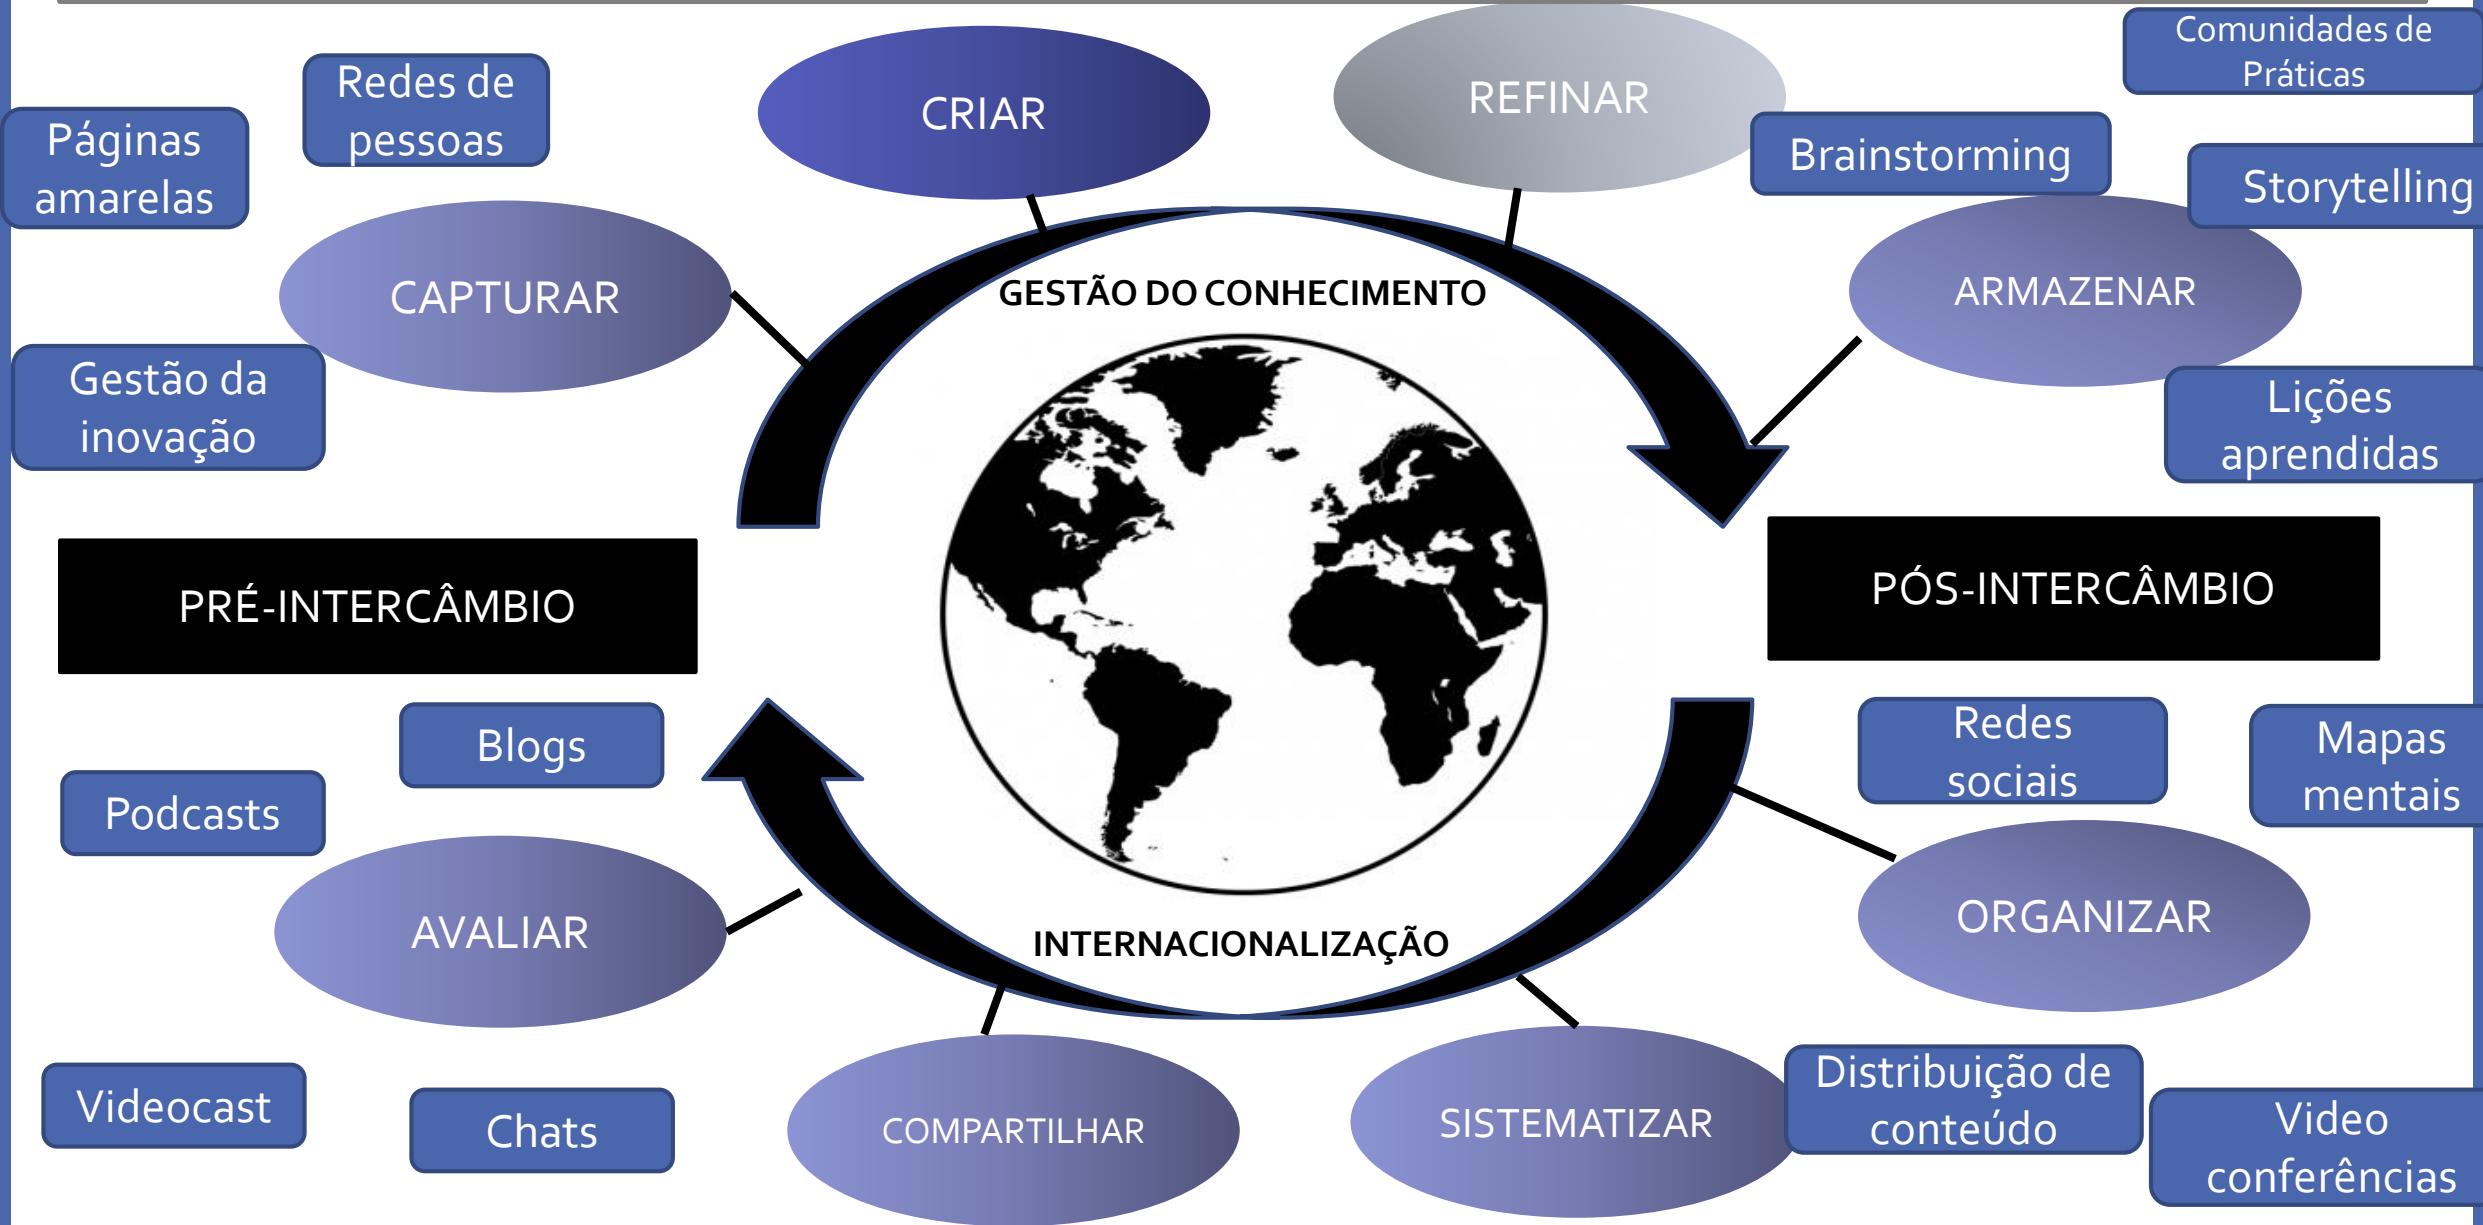 Comunidades de
Práticas
Redes de
pessoas
CRIAR
REFINAR
Páginas
amarelas
Brainstorming
Storytelling
CAPTURAR
GESTÃO DO CONHECIMENTO
ARMAZENAR
Gestão da
inovação
Lições
aprendidas
PRÉ-INTERCÂMBIO
PÓS-INTERCÂMBIO
Blogs
Redes
sociais
Mapas
mentais
Podcasts
AVALIAR
INTERNACIONALIZAÇÃO
ORGANIZAR
Videocast
Chats
COMPARTILHAR
SISTEMATIZAR
Distribuição de
conteúdo
Video
conferências